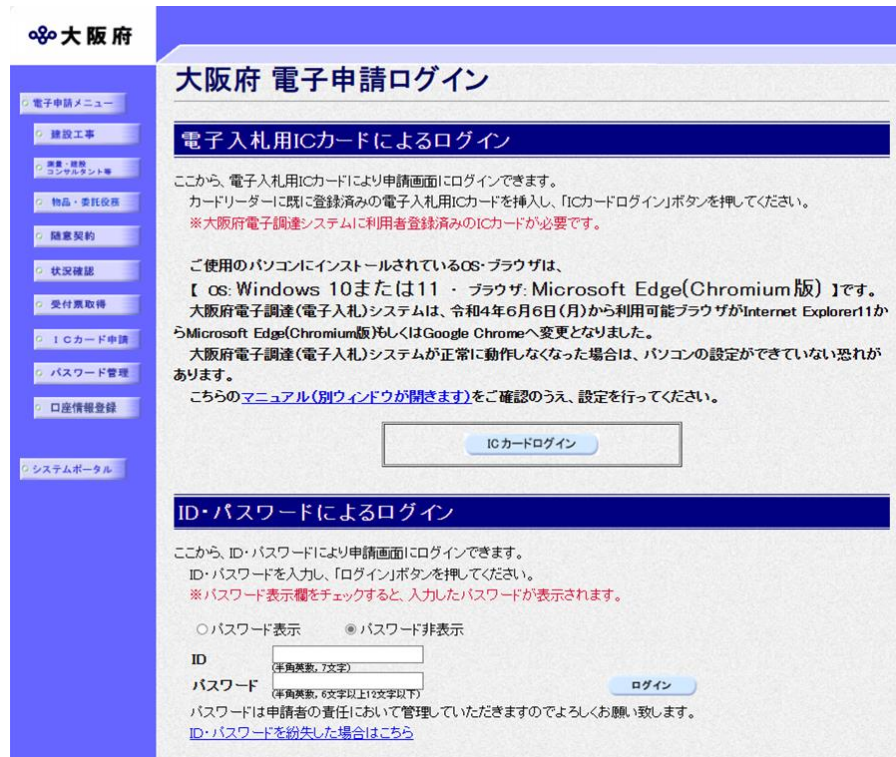 大阪府
電子申請メニュー
建設工事
測量・建設
コンサルタント等
物品・委託役務
随意契約
状況確認
受付票取得
ICカード申請
パスワード管理
口座情報登録
システムポータル
大阪府 電子申請ログイン
電子入札用ICカードによるログイン
ここから、電子入札用ICカードにより申請画面にログインできます。
カードリーダーに既に登録済みの電子入札用ICカードを挿入し、「ICカードログイン」ボタンを押してください。
※大阪府電子調達システムに利用者登録済みのICカードが必要です。
ご使用のパソコンにインストールされているOS・ブラウザは、
【 OS: Windows 10または11 ・ ブラウザ: Microsoft Edge(Chromium版) 】です。
大阪府電子調達(電子入札)システムは、令和4年6月6日(月)から利用可能ブラウザがInternet Explorer11か
らMicrosoft Edge(Chromium版)もしくはGoogle Chromeへ変更となりました。
大阪府電子調達(電子入札)システムが正常に動作しなくなった場合は、パソコンの設定ができていない恐れが
あります。
こちらのマニュアル(別ウィンドウが開きます)をご確認のうえ、設定を行ってください。
ICカードログイン
ID・パスワードによるログイン
ここから、ID・パスワードにより申請画面にログインできます。
ID・パスワードを入力し、「ログイン」ボタンを押してください。
※パスワード表示欄をチェックすると、入力したパスワードが表示されます。
パスワード表示 パスワード非表示
ID
(半角英数, 7文字)
パスワード
(半角英数, 6文字以上12文字以下)
ログイン
パスワードは申請者の責任において管理していただきますのでよろしくお願い致します。
ID・パスワードを紛失した場合はこちら